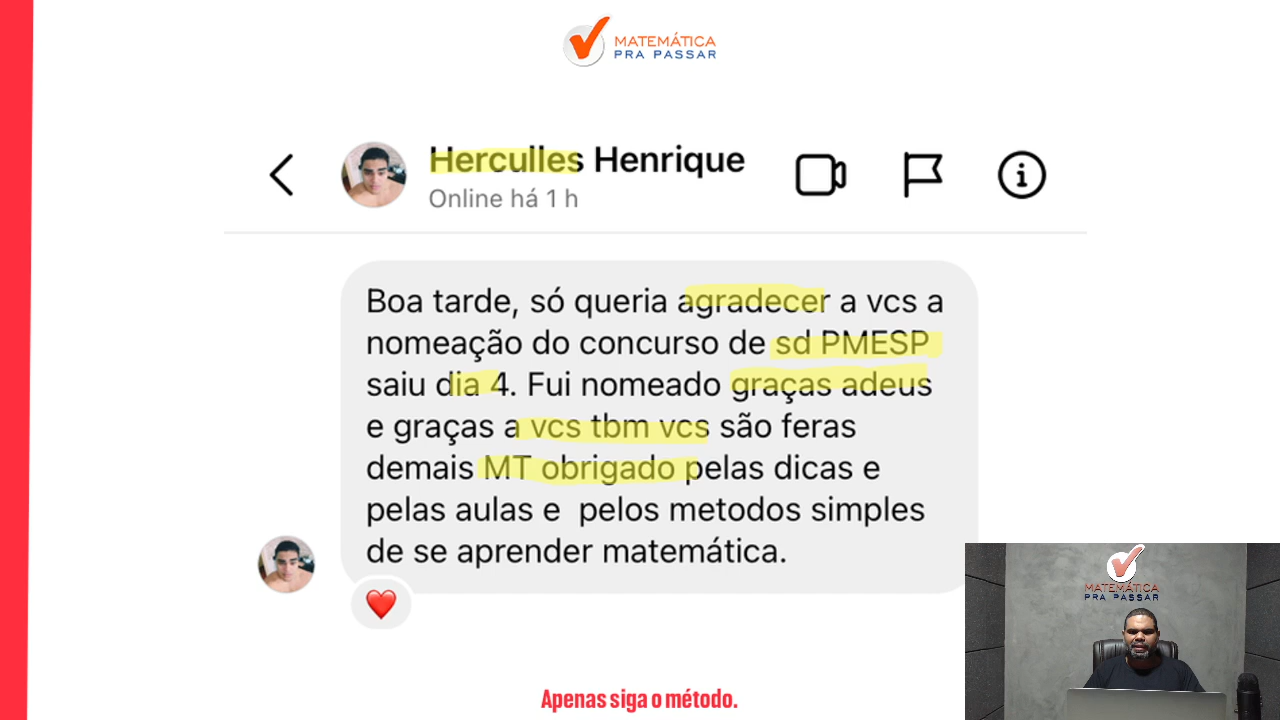 MATEMÁTICA
PRA PASSAR
Herculles Henrique
Online há 1 h
Boa tarde, só queria agradecer a vcs a
nomeação do concurso de sd PMESP
saiu dia 4. Fui nomeado graças adeus
e graças a vcs tbm vcs são feras
demais MT obrigado pelas dicas e
pelas aulas e  pelos metodos simples
de se aprender matemática.
MATEMÁTICA
PRA PASSAR
Apenas siga o método.